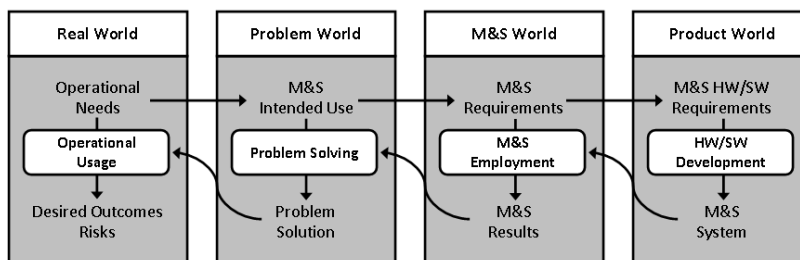 Real World
Operational
Needs
Operational
Usage
Desired Outcomes
Risks
Problem World
M&S
Intended Use
Problem Solving
Problem
Solution
M&S World
M&S
Requirements
M&S
Employment
M&S
Results
Product World
M&S HW/SW
Requirements
HW/SW
Development
M&S
System